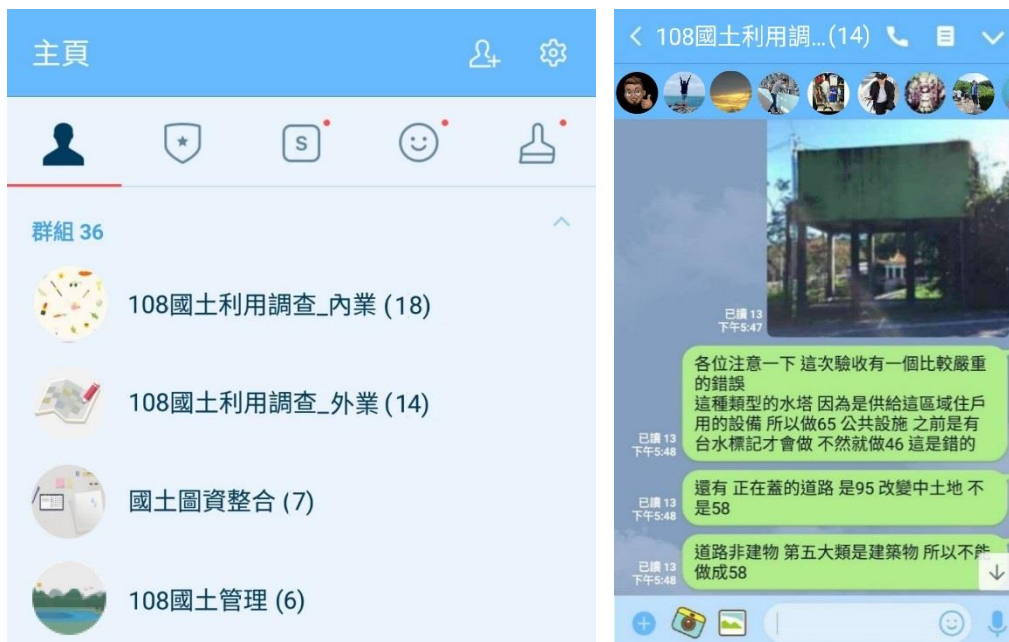 主頁
S
群組 36
108國土利用調查_內業 (18)
108國土利用調查_外業 (14)
國土圖資整合 (7)
108國土管理 (6)
108國土利用調...(14)
已讀 13
下午5:47
各位注意一下 這次驗收有一個比較嚴重
的錯誤
這種類型的水塔 因為是供給這區域住戶
用的設備 所以做65 公共設施 之前是有
台水標記才會做 不然就做46 這是錯的
已讀 13
下午5:48
還有 正在蓋的道路 是95 改變中土地 不
是58
已讀 13
下午5:48
道路非建物 第五大類是建築物 所以不能
做成58
已讀 13
下午5:48